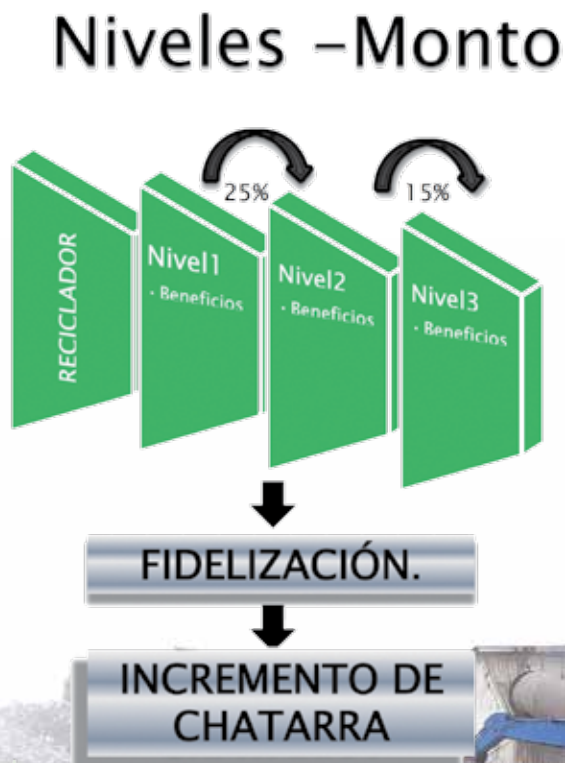 Niveles -Monto
25%
15%
RECICLADOR
Nivel1
· Beneficios
Nivel2
· Beneficios
Nivel3
· Beneficios
FIDELIZACIÓN.
INCREMENTO DE
CHATARRA